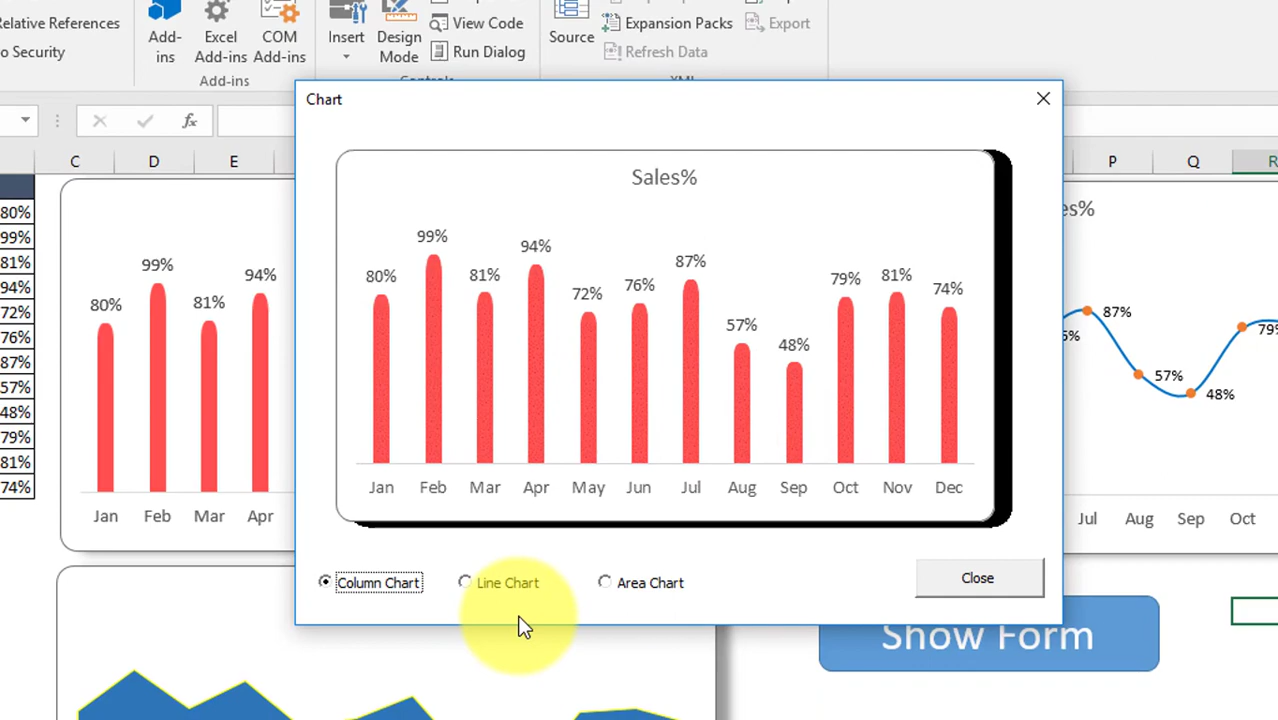 elative References
o Security
Add-
ins
Excel
Add-ins
COM
Add-ins
Add-ins
Insert
Design
Mode
View Code
Run Dialog
Source
Expansion Packs
Export
Refresh Data
Chart
fx
C D E P Q R
80%
99%
81%
94%
72%
76%
87%
57%
48%
79%
81%
74%
80% 99% 81% 94%
Jan Feb Mar Apr
Sales%
80% 99% 81% 94% 72% 76% 87% 57% 48% 79% 81% 74%
Jan Feb Mar Apr May Jun Jul Aug Sep Oct Nov Dec
Column Chart Line Chart Area Chart
Close
es%
87%
5%
57%
48%
79%
Jul Aug Sep Oct
Show Form